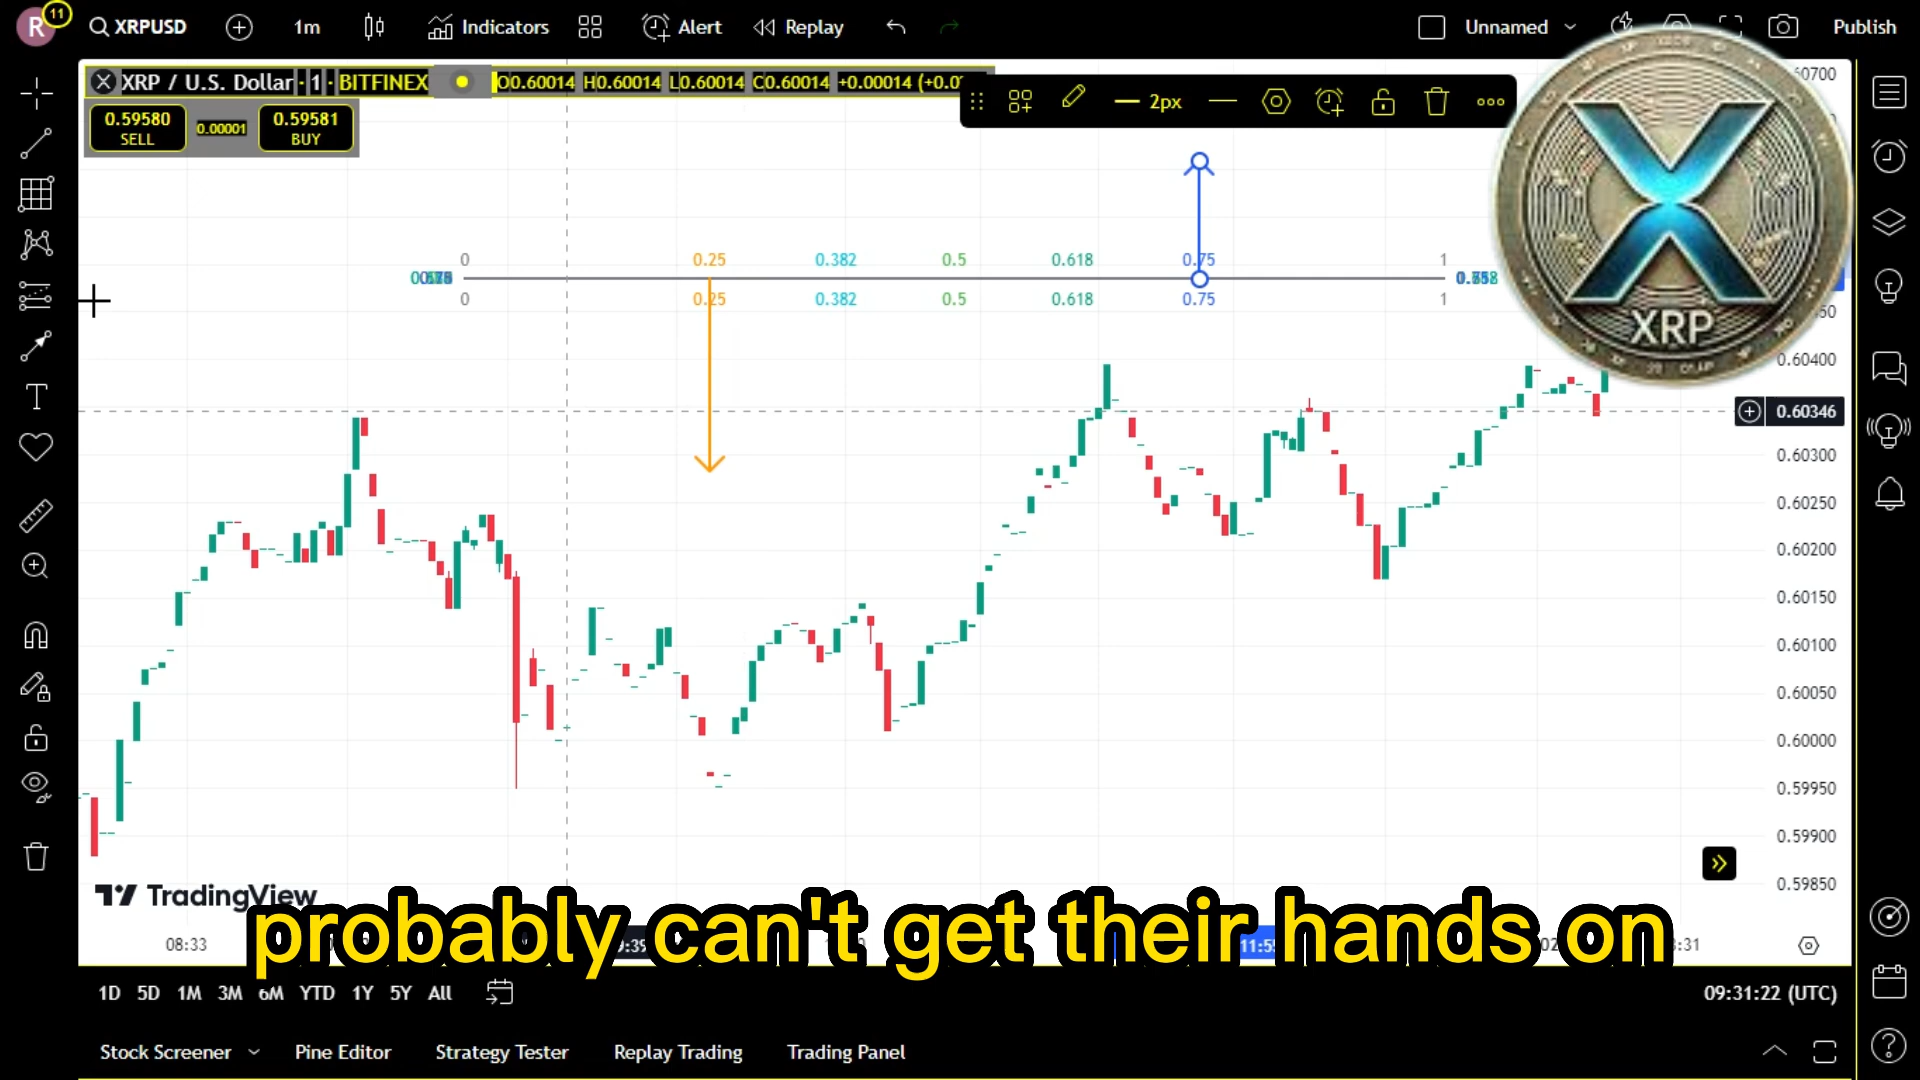 R 11 XRPUSD 1m Indicators Alert Replay Unnamed Publish
XRP / U.S. Dollar · 1 · BITFINEX O0.60014 H0.60014 L0.60014 C0.60014 +0.00014
0.59580 SELL 0.00001 0.59581 BUY
2px
0 0.25 0.382 0.5 0.618 0.75 1
0 0.25 0.382 0.5 0.618 0.75 1
XRP
0.60400
0.60346
0.60300
0.60250
0.60200
0.60150
0.60100
0.60050
0.60000
0.59950
0.59900
0.59850
TradingView
probably can't get their hands on
08:33
1D 5D 1M 3M 6M YTD 1Y 5Y All 09:31:22 (UTC)
Stock Screener Pine Editor Strategy Tester Replay Trading Trading Panel